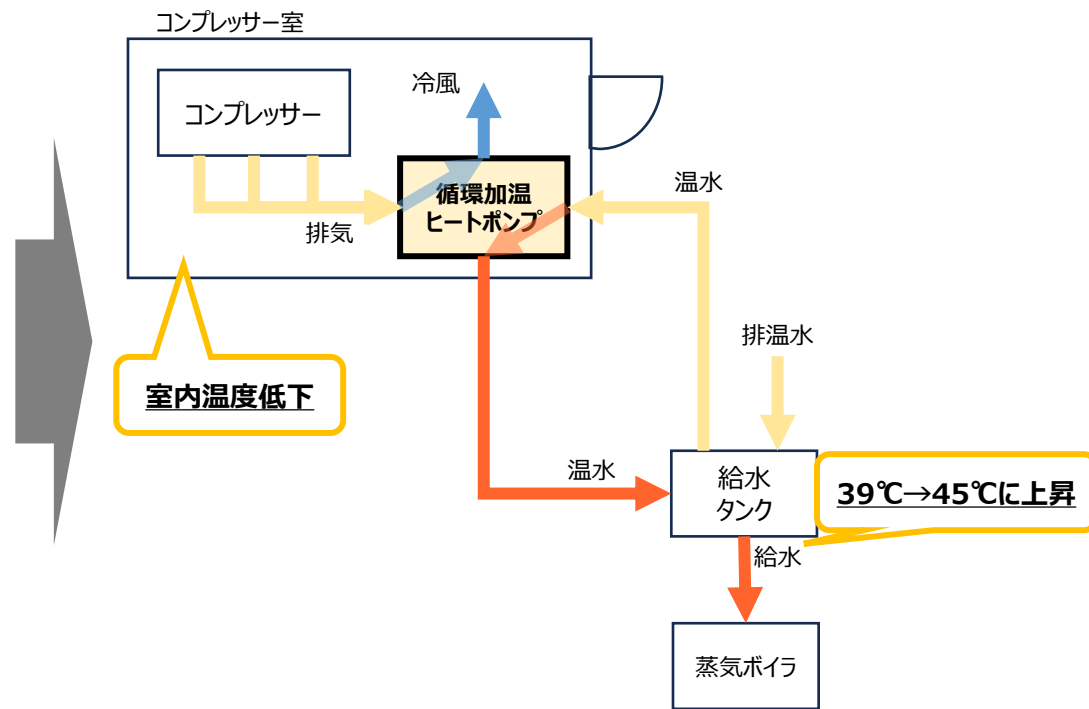 コンプレッサー室
コンプレッサー
冷風
循環加温
ヒートポンプ
排気
温水
室内温度低下
排温水
温水
給水
タンク
39℃→45℃に上昇
給水
蒸気ボイラ